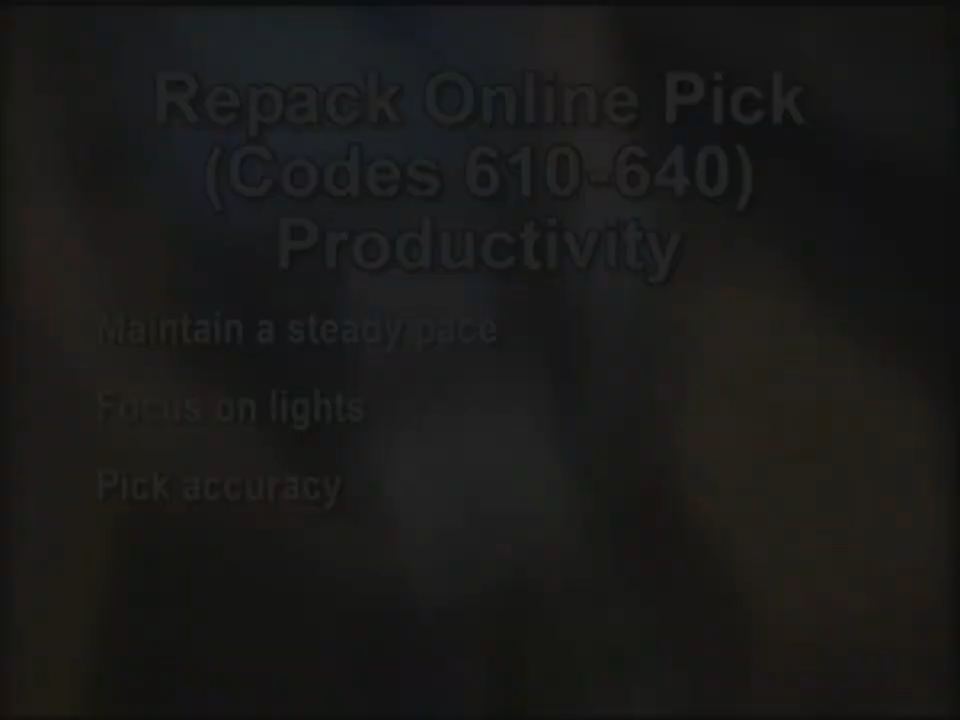 Repack Online Pick
(Codes 610-640)
Productivity
Maintain a steady pace
Focus on lights
Pick accuracy